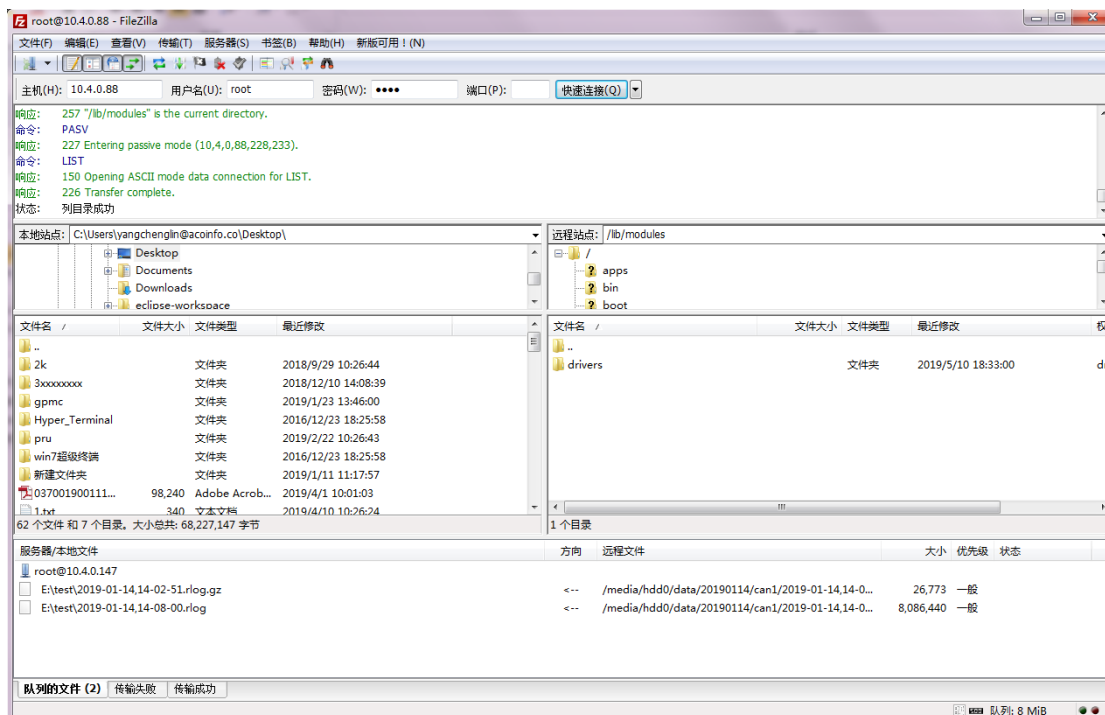 root@10.4.0.88 - FileZilla
文件(F) 编辑(E) 查看(V) 传输(T) 服务器(S) 书签(B) 帮助(H) 新版可用！(N)
主机(H): 10.4.0.88 用户名(U): root 密码(W): •••• 端口(P): 快速连接(Q)
响应: 257 "/lib/modules" is the current directory.
命令: PASV
响应: 227 Entering passive mode (10,4,0,88,228,233).
命令: LIST
响应: 150 Opening ASCII mode data connection for LIST.
响应: 226 Transfer complete.
状态: 列目录成功
本地站点: C:\Users\yangchenglin@acoinfo.co\Desktop\
Desktop
Documents
Downloads
eclipse-workspace
远程站点: /lib/modules
/
apps
bin
boot
文件名 / 文件大小 文件类型 最近修改
..
2k 文件夹 2018/9/29 10:26:44
3xxxxxxxx 文件夹 2018/12/10 14:08:39
gpmc 文件夹 2019/1/23 13:46:00
Hyper_Terminal 文件夹 2016/12/23 18:25:58
pru 文件夹 2019/2/22 10:26:43
win7超级终端 文件夹 2016/12/23 18:25:58
新建文件夹 文件夹 2019/1/11 11:17:57
037001900111... 98,240 Adobe Acrob... 2019/4/1 10:01:03
1.txt 340 文本文档 2019/4/10 10:26:24
62 个文件 和 7 个目录。大小总共: 68,227,147 字节
文件名 / 文件大小 文件类型 最近修改
..
drivers 文件夹 2019/5/10 18:33:00
1 个目录
服务器/本地文件 方向 远程文件 大小 优先级 状态
root@10.4.0.147
E:\test\2019-01-14,14-02-51.rlog.gz <-- /media/hdd0/data/20190114/can1/2019-01-14,14-0... 26,773 一般
E:\test\2019-01-14,14-08-00.rlog <-- /media/hdd0/data/20190114/can1/2019-01-14,14-0... 8,086,440 一般
队列的文件 (2) 传输失败 传输成功
队列: 8 MiB